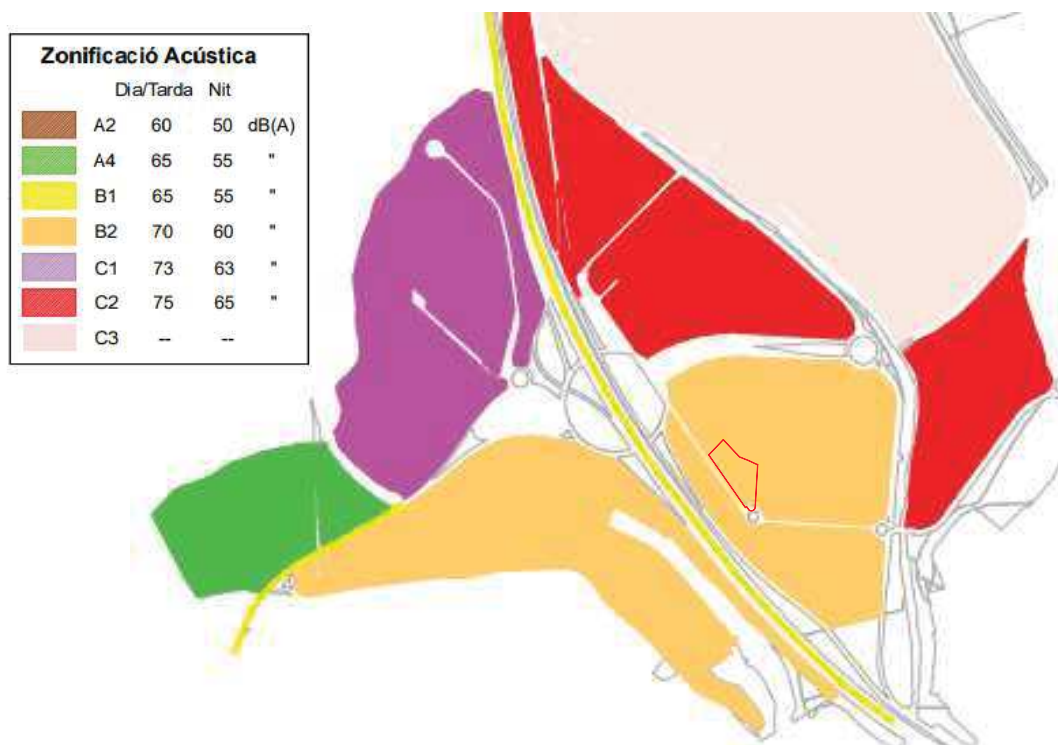 Zonificació Acústica
Dia/Tarda Nit
A2 60 50 dB(A)
A4 65 55 "
B1 65 55 "
B2 70 60 "
C1 73 63 "
C2 75 65 "
C3 -- --